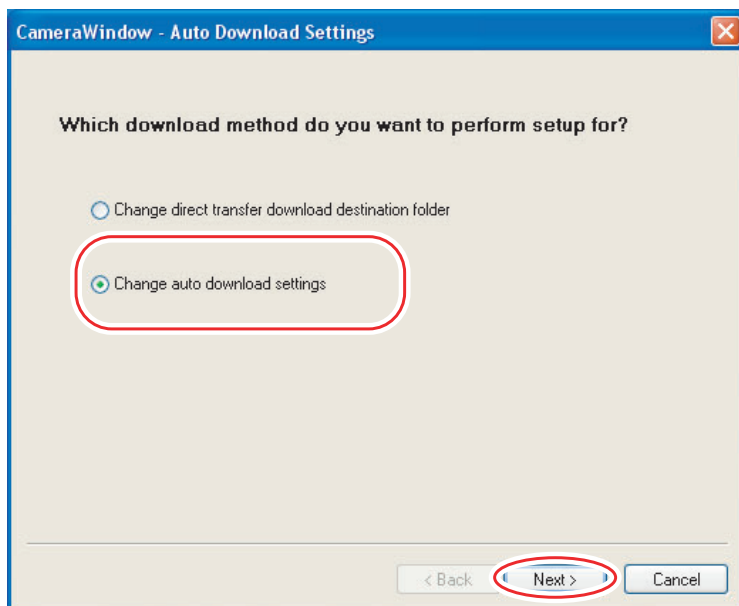 CameraWindow - Auto Download Settings
Which download method do you want to perform setup for?
Change direct transfer download destination folder
Change auto download settings
< Back Next > Cancel